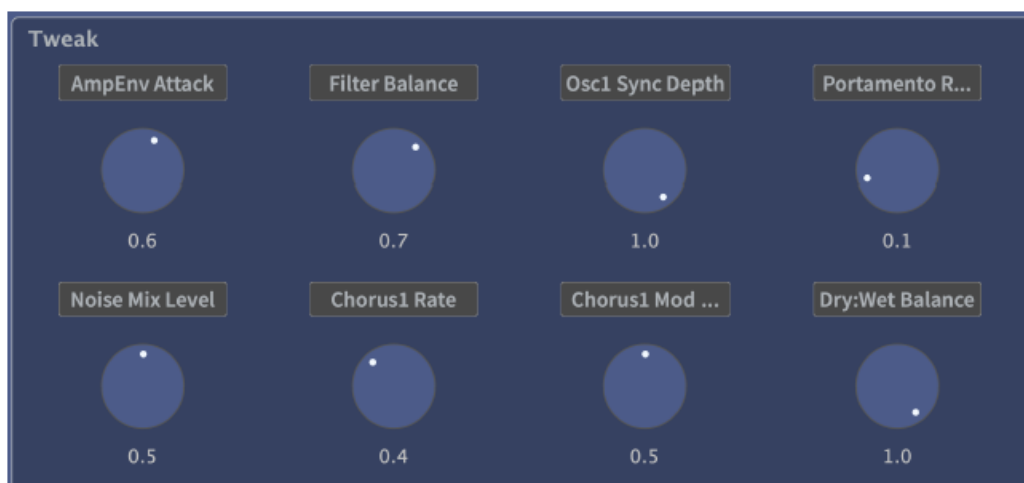 Tweak
AmpEnv Attack Filter Balance Osc1 Sync Depth Portamento R...
0.6 0.7 1.0 0.1
Noise Mix Level Chorus1 Rate Chorus1 Mod ... Dry:Wet Balance
0.5 0.4 0.5 1.0